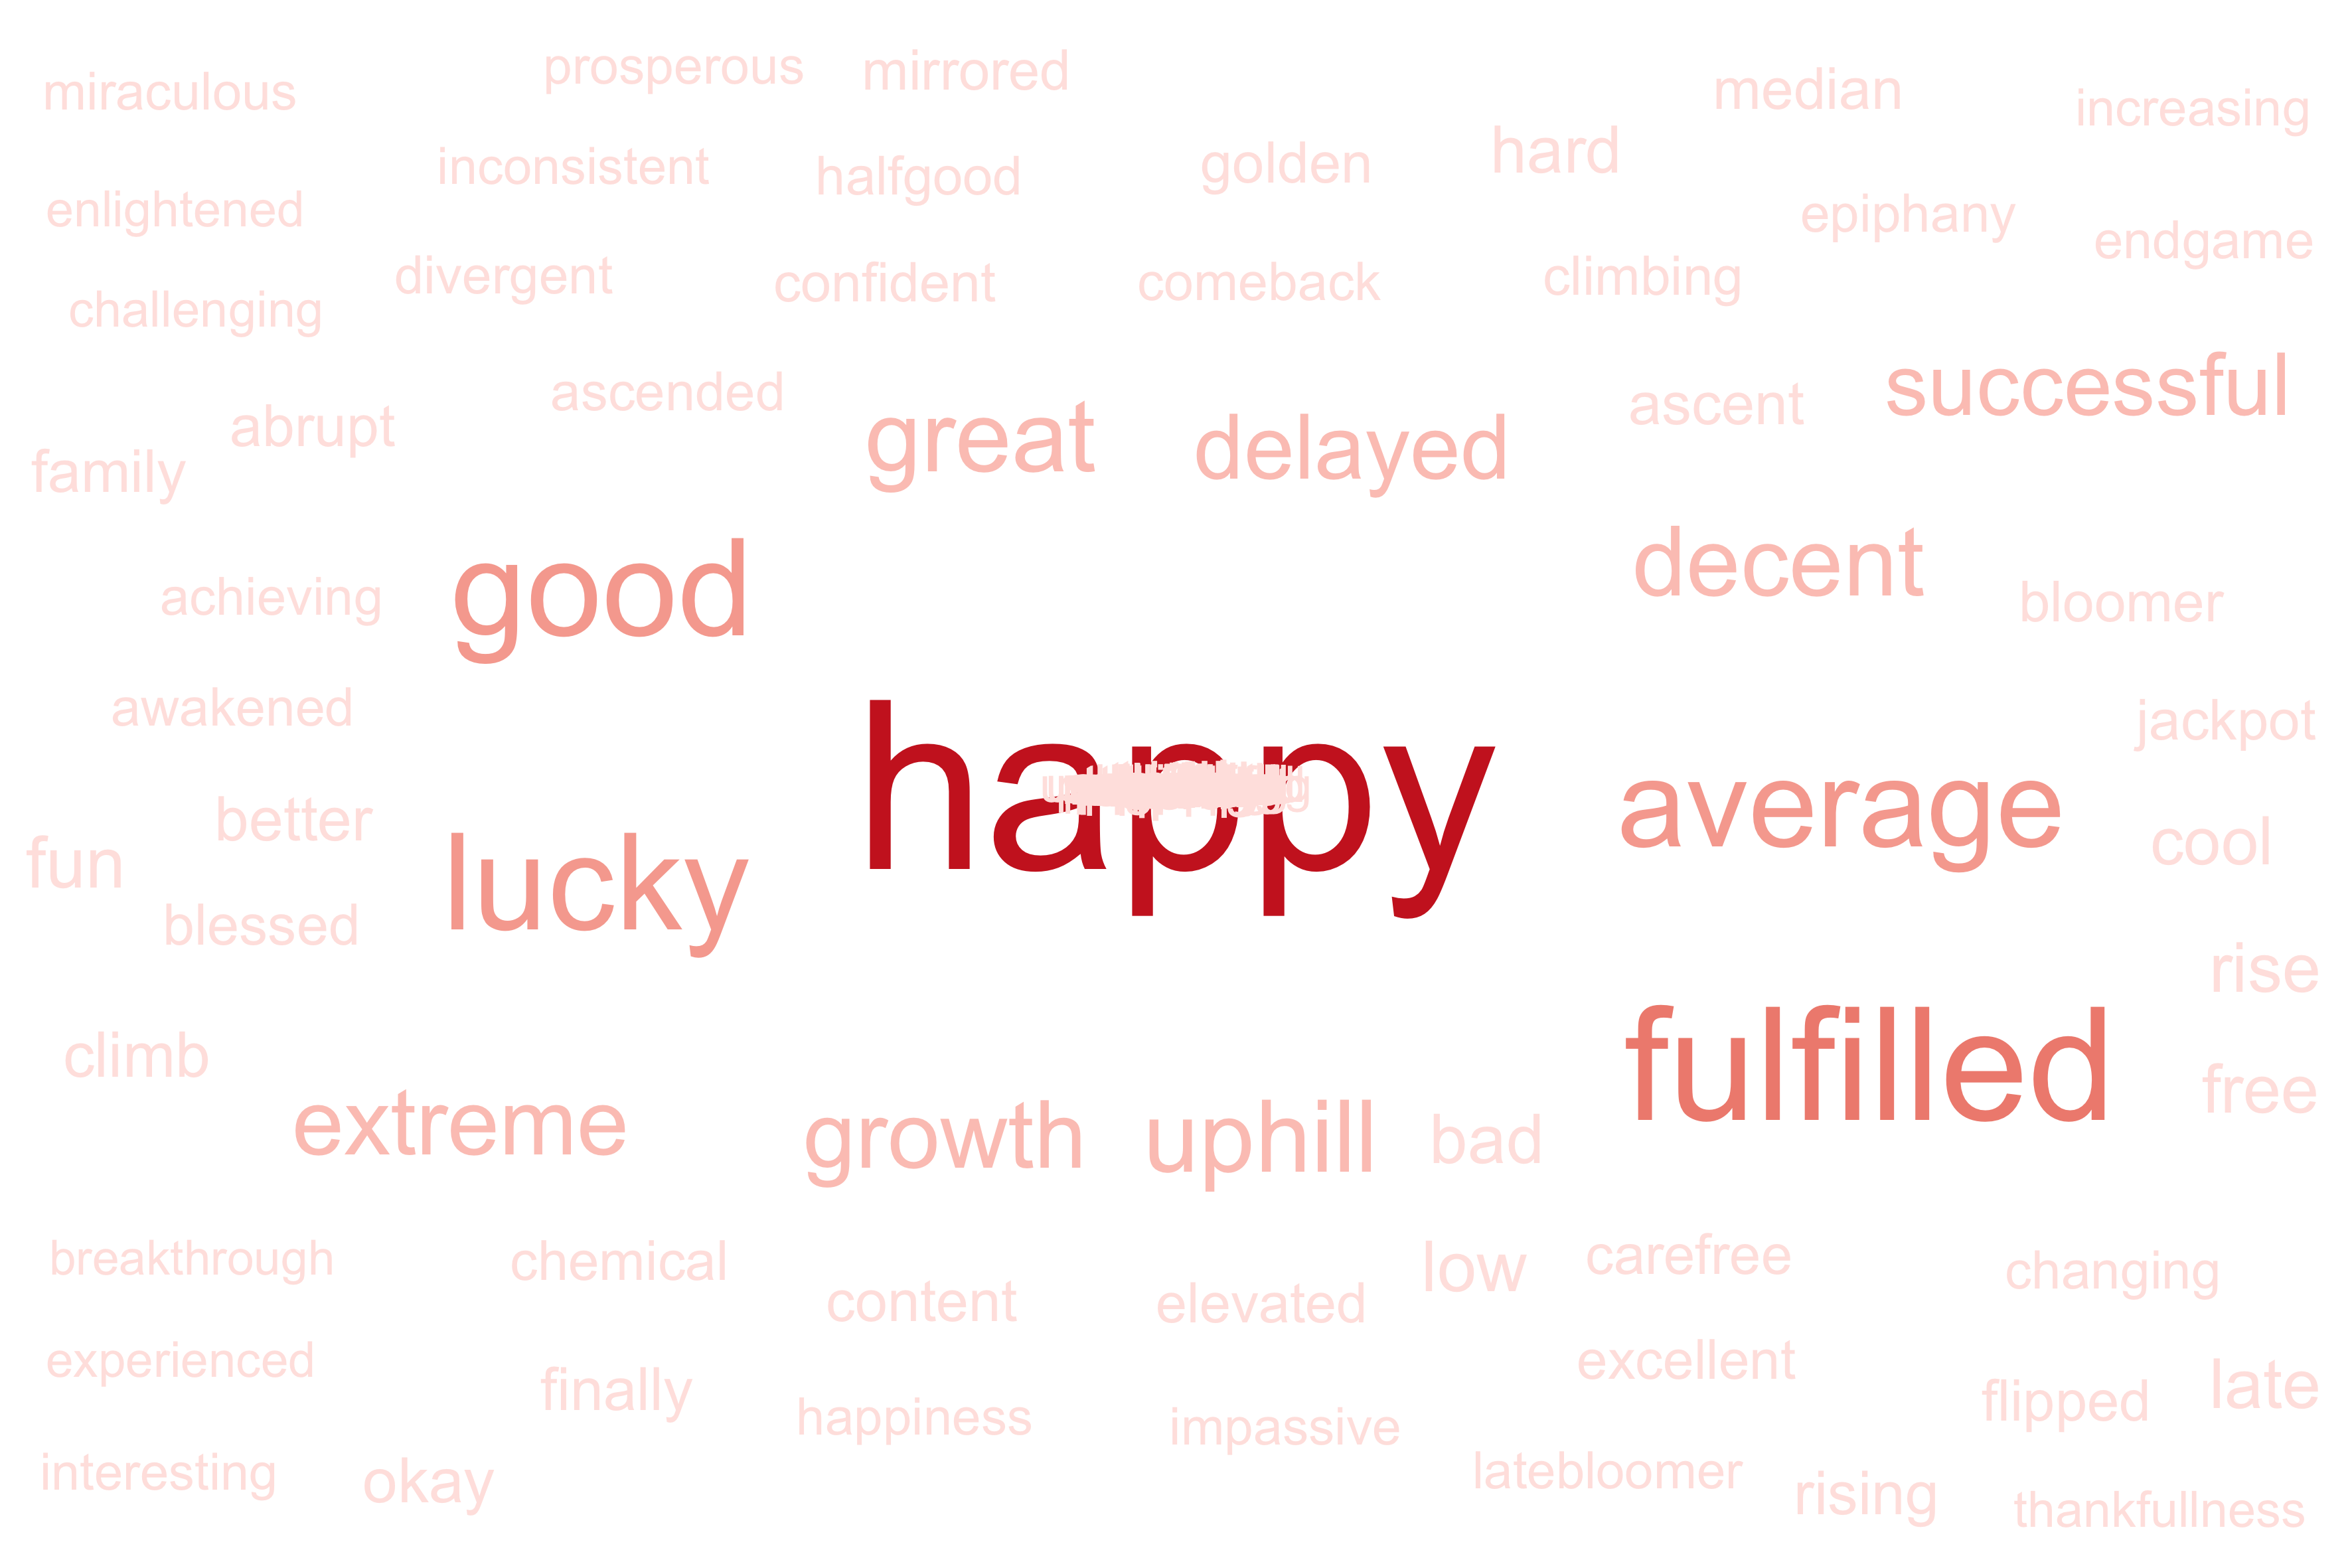 prosperous mirrored
miraculous median increasing
inconsistent halfgood golden hard
enlightened epiphany endgame
divergent confident comeback climbing
challenging
ascended great delayed ascent successful
abrupt
family
good decent
achieving bloomer
awakened jackpot
happy average
better cool
fun lucky
blessed rise
climb fulfilled free
extreme growth uphill bad
breakthrough chemical low carefree changing
content elevated
experienced finally excellent flipped late
happiness impassive
interesting okay latebloomer rising thankfullness